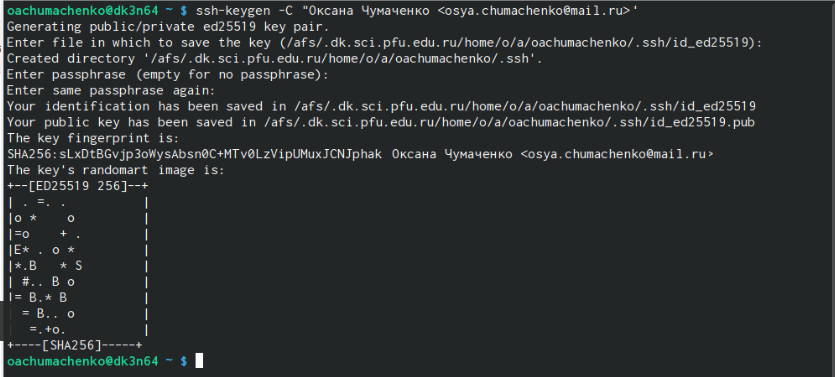 oachumachenko@dk3n64 ~ $ ssh-keygen -C "Оксана Чумаченко <osya.chumachenko@mail.ru>'
Generating public/private ed25519 key pair.
Enter file in which to save the key (/afs/.dk.sci.pfu.edu.ru/home/o/a/oachumachenko/.ssh/id_ed25519):
Created directory '/afs/.dk.sci.pfu.edu.ru/home/o/a/oachumachenko/.ssh'.
Enter passphrase (empty for no passphrase):
Enter same passphrase again:
Your identification has been saved in /afs/.dk.sci.pfu.edu.ru/home/o/a/oachumachenko/.ssh/id_ed25519
Your public key has been saved in /afs/.dk.sci.pfu.edu.ru/home/o/a/oachumachenko/.ssh/id_ed25519.pub
The key fingerprint is:
SHA256:sLxDtBGvjp3oWysAbsn0C+MTv0LzVipUMuxJCNJphak Оксана Чумаченко <osya.chumachenko@mail.ru>
The key's randomart image is:
+--[ED25519 256]--+
| . =. .          |
|o *    o         |
|=o    + .        |
|E* . o *         |
|*.B   * S        |
| #.. B o         |
|= B.* B          |
| = B.. o         |
|  =.+o.          |
+----[SHA256]-----+
oachumachenko@dk3n64 ~ $